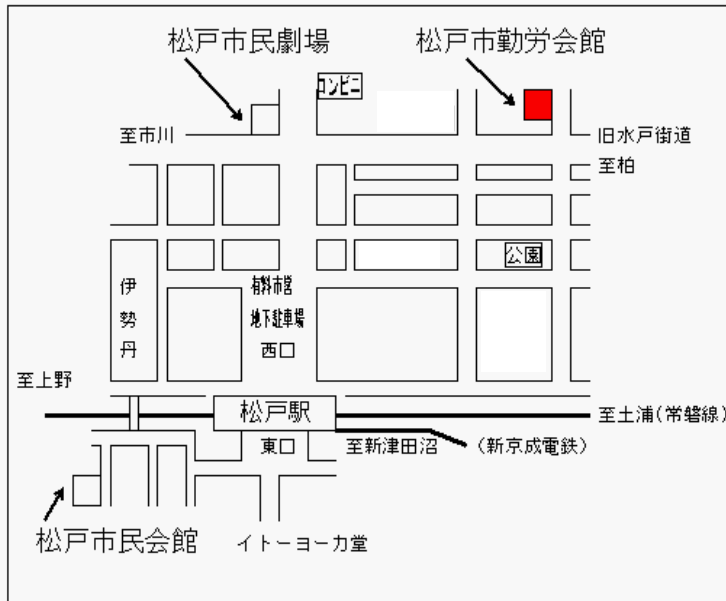 松戸市民劇場
松戸市勤労会館
コンビニ
至市川
旧水戸街道
至柏
公園
伊勢丹
有料市営
地下駐車場
西口
至上野
松戸駅
至土浦(常磐線)
東口
至新津田沼
(新京成電鉄)
松戸市民会館
イトーヨーカ堂